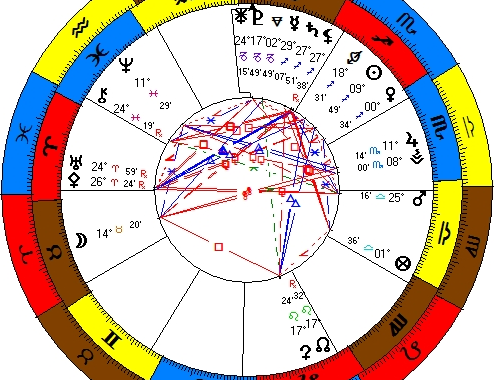 24° 17° 02° 29° 27° 27°
♑ ♑ ♑ ♐ ♐ ♐
15' 49' 49' 07' 51' 38' ℞
18° ♐ 31'
09° ♐ 49'
00° ♐ 34'
♆ 11° ♓ 29'
⚷ 24° ♓ 19' ℞
♅ 24° ♈ 59' ℞
⚴ 26° ♈ 24' ℞
☽ 14° ♉ 20'
14' ♏ 11° ♃
00' ♏ 08°
16' ♎ 25° ♂
36' ♎ 01° ⊗
℞
24' 32'
♌ ♌
17° 17°
⚳ ☊